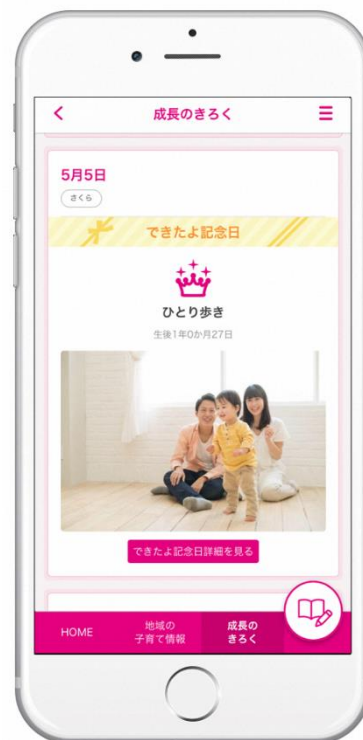 成長のきろく
5月5日
さくら
できたよ記念日
ひとり歩き
生後1年0か月27日
できたよ記念日詳細を見る
HOME
地域の
子育て情報
成長の
きろく